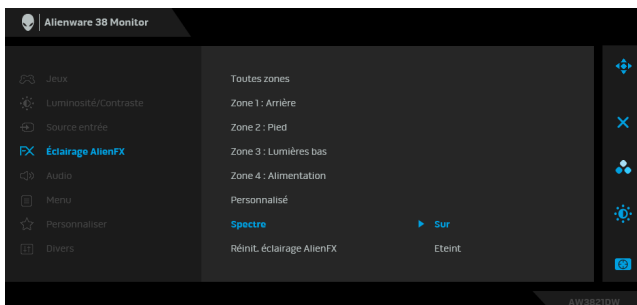 Alienware 38 Monitor
Jeux
Luminosité/Contraste
Source entrée
FX Éclairage AlienFX
Audio
Menu
Personnaliser
Divers
Toutes zones
Zone 1 : Arrière
Zone 2 : Pied
Zone 3 : Lumières bas
Zone 4 : Alimentation
Personnalisé
Spectre Sur
Réinit. éclairage AlienFX Eteint
AW3821DW